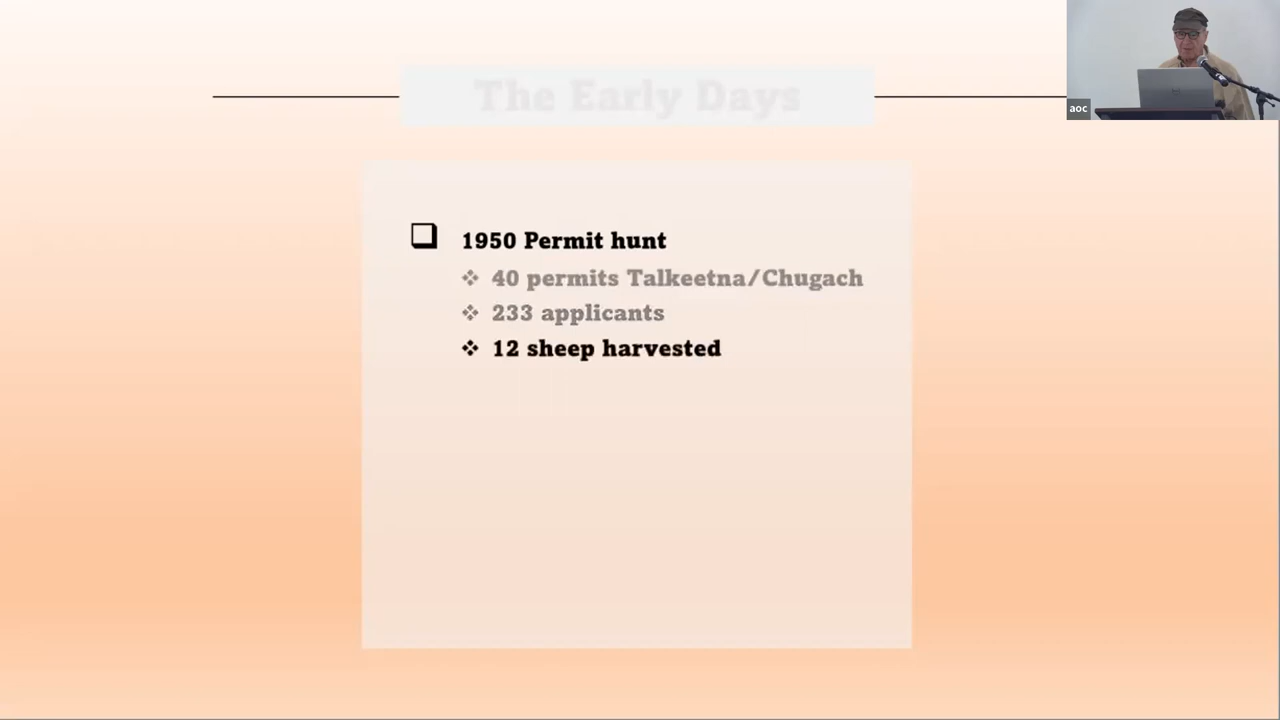 The Early Days
aoc
1950 Permit hunt
40 permits Talkeetna/Chugach
233 applicants
12 sheep harvested